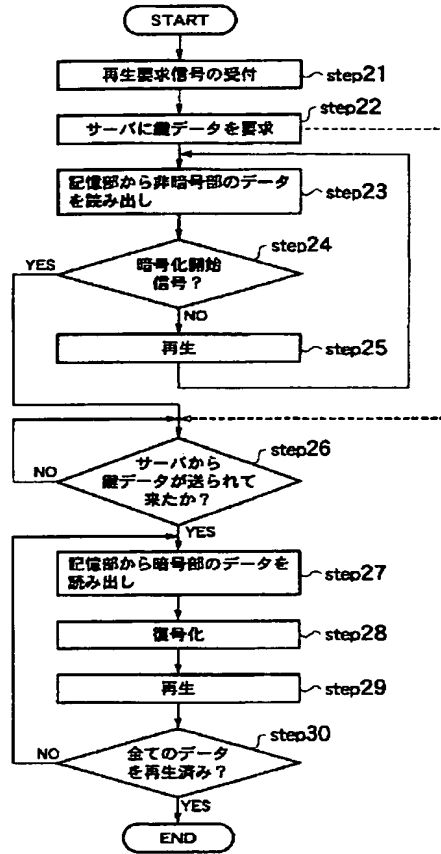 START
再生要求信号の受付
step21
step22
サーバに鍵データを要求
記憶部から非暗号部のデータ
を読み出し
step23
step24
YES
暗号化開始
信号？
NO
再生
step25
step26
サーバから
鍵データが送られて
来たか？
NO
YES
記憶部から暗号部のデータを
読み出し
step27
復号化
step28
再生
step29
step30
全てのデータ
を再生済み？
NO
YES
END